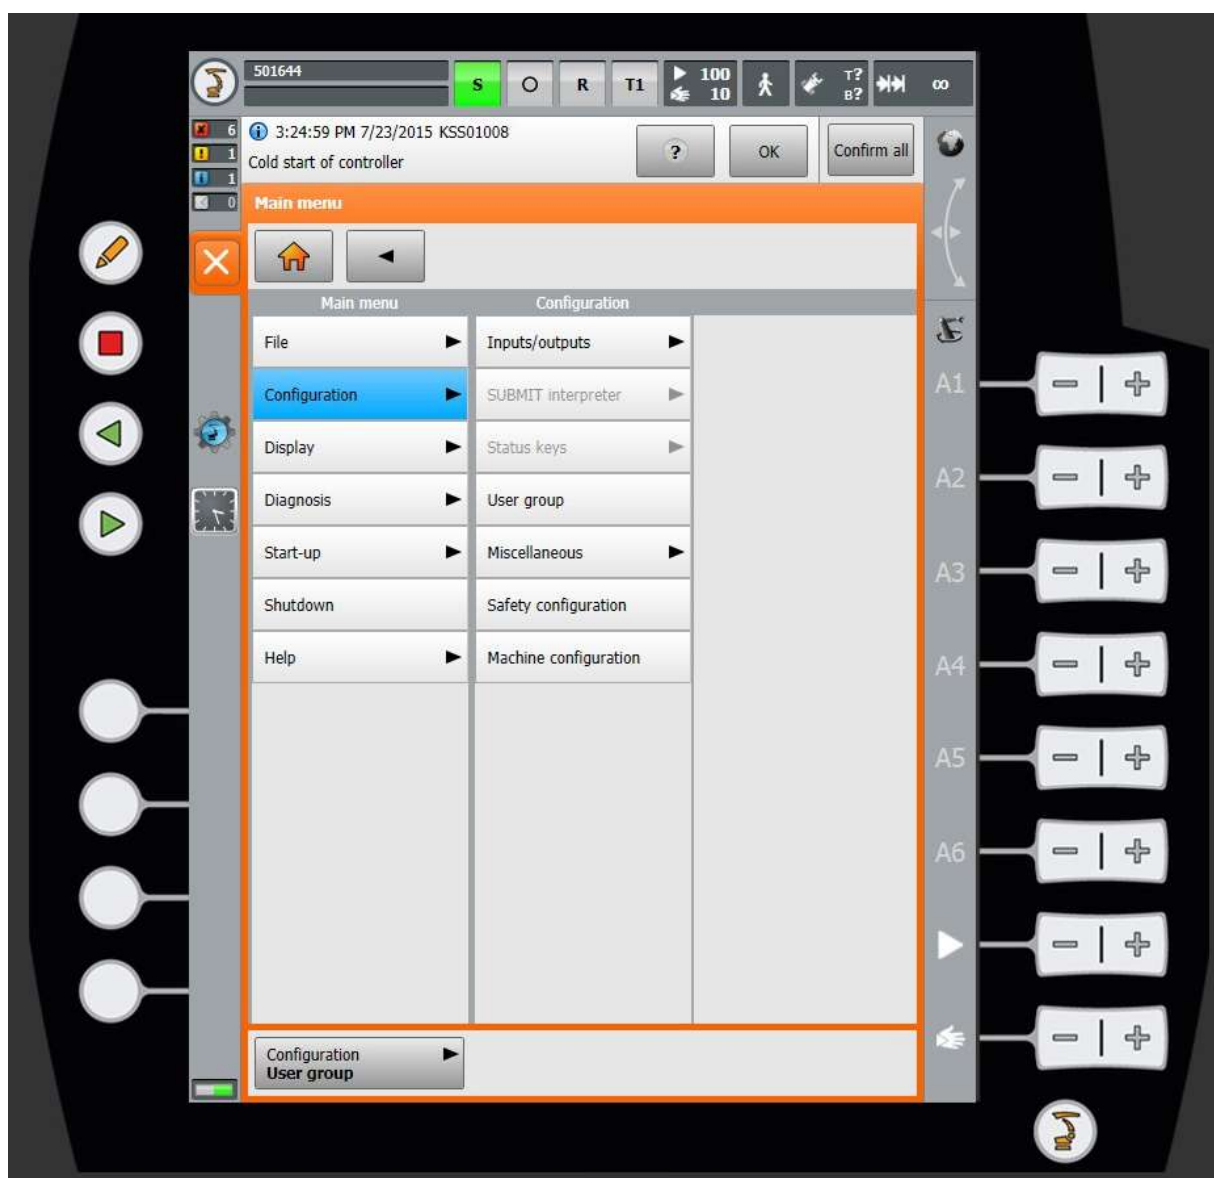 501644
S
O
R
T1
100
10
T?
B?
∞
6
1
1
0
3:24:59 PM 7/23/2015 KSS01008
Cold start of controller
?
OK
Confirm all
Main menu
Main menu
Configuration
File
Inputs/outputs
Configuration
SUBMIT interpreter
Display
Status keys
Diagnosis
User group
Start-up
Miscellaneous
Shutdown
Safety configuration
Help
Machine configuration
A1
A2
A3
A4
A5
A6
Configuration
User group